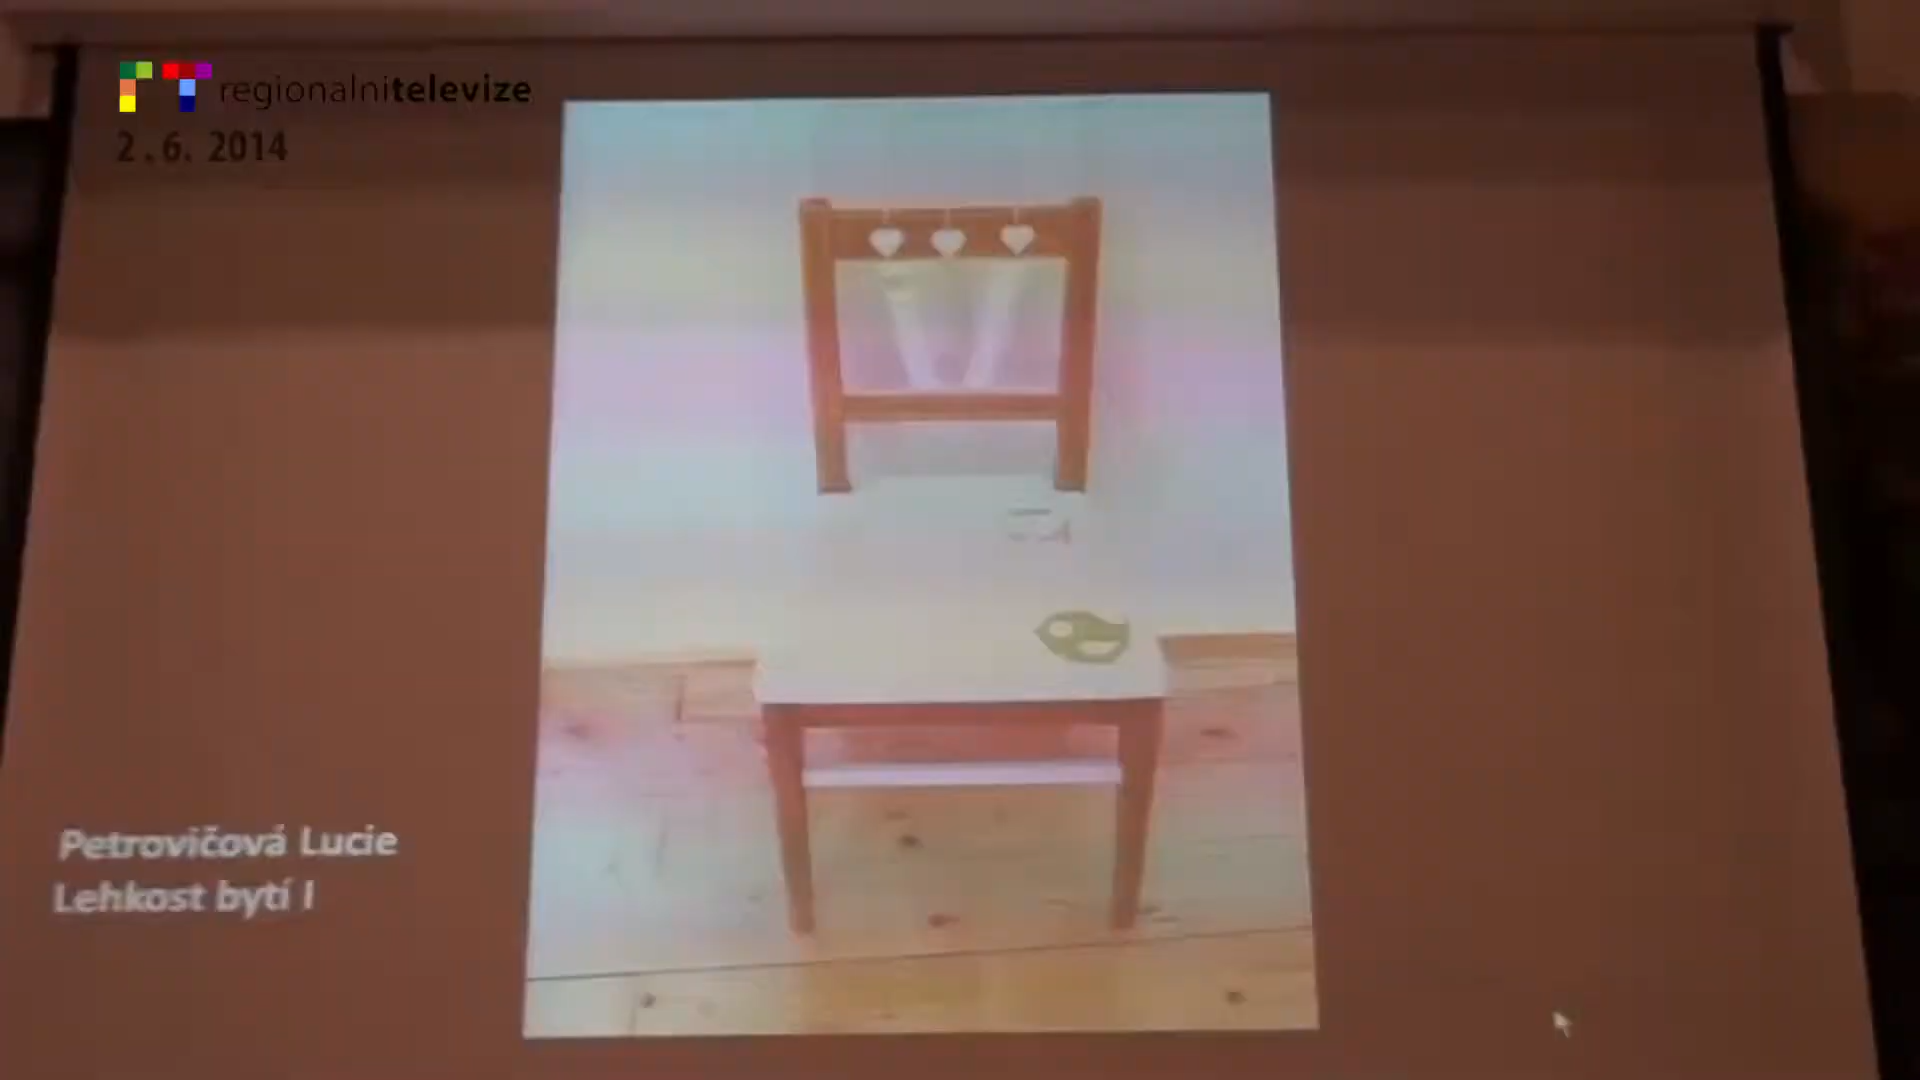 regionalnitelevize
2. 6. 2014
Petrovičová Lucie
Lehkost bytí I